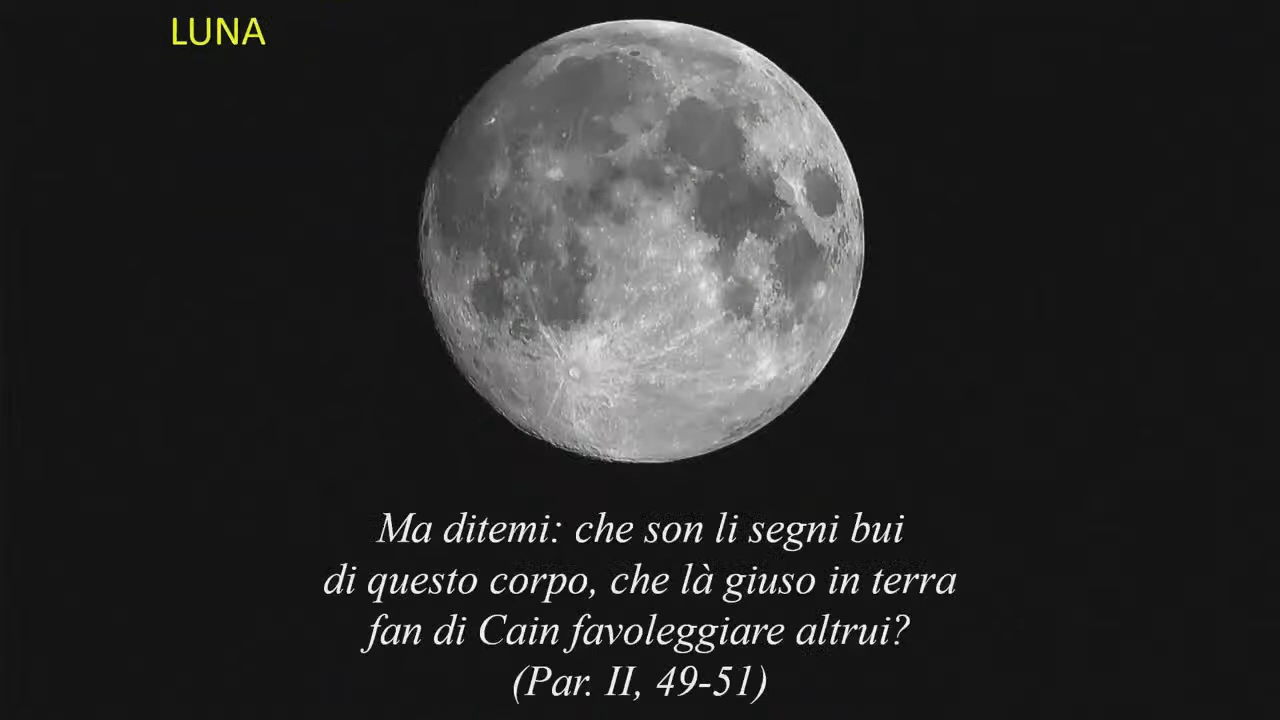 LUNA
Ma ditemi: che son li segni bui
di questo corpo, che là giuso in terra
fan di Cain favoleggiare altrui?
(Par. II, 49-51)